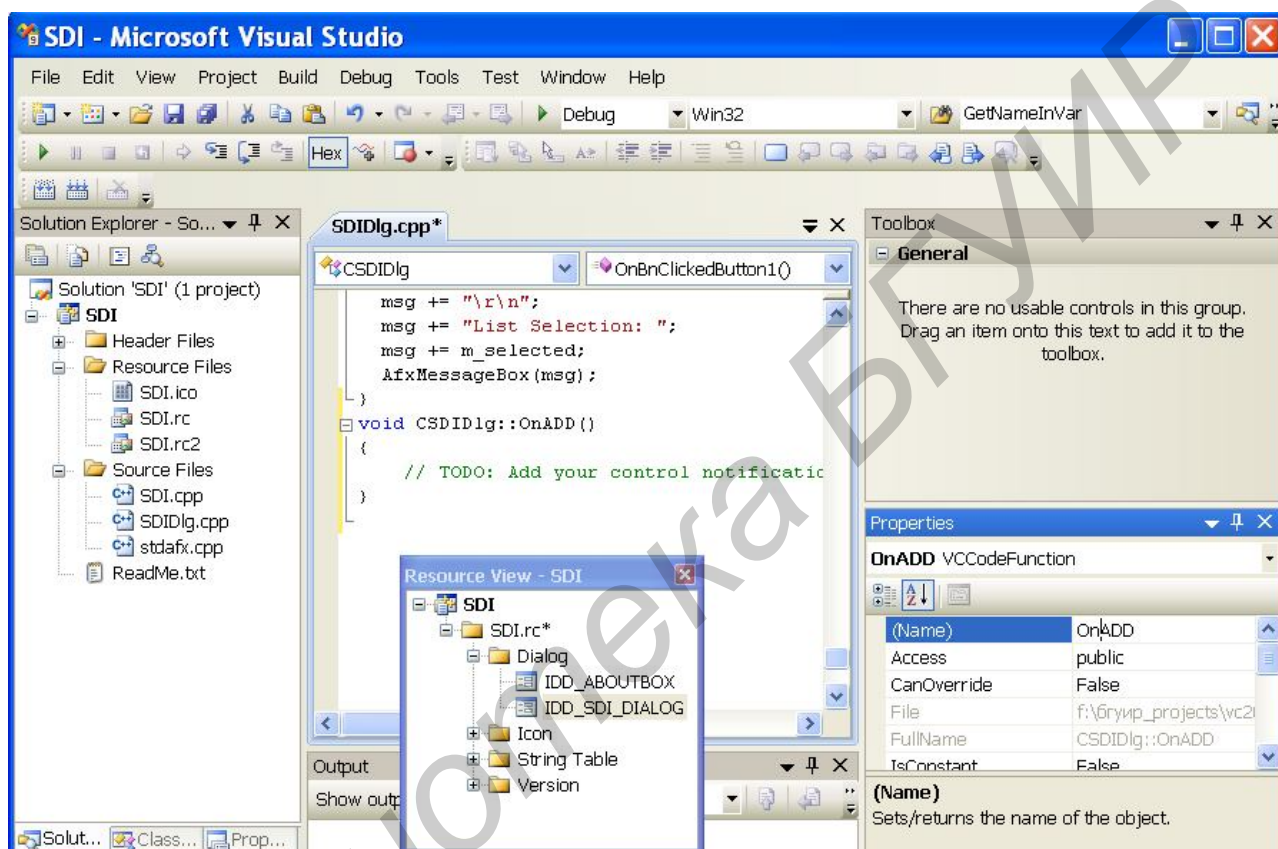 SDI - Microsoft Visual Studio
File Edit View Project Build Debug Tools Test Window Help
Debug Win32 GetNameInVar
Hex
Solution Explorer - So...
Solution 'SDI' (1 project)
SDI
Header Files
Resource Files
SDI.ico
SDI.rc
SDI.rc2
Source Files
SDI.cpp
SDIDlg.cpp
stdafx.cpp
ReadMe.txt
Solut... Class... Prop...
SDIDlg.cpp*
CSDIDlg OnBnClickedButton1()
msg += "\r\n";
msg += "List Selection: ";
msg += m_selected;
AfxMessageBox(msg);
}
void CSDIDlg::OnADD()
{
// TODO: Add your control notificatio
}
Resource View - SDI
SDI
SDI.rc*
Dialog
IDD_ABOUTBOX
IDD_SDI_DIALOG
Icon
String Table
Version
Output
Show outp
Toolbox
General
There are no usable controls in this group.
Drag an item onto this text to add it to the
toolbox.
Properties
OnADD VCCodeFunction
(Name) OnADD
Access public
CanOverride False
File f:\бгуир_projects\vc2
FullName CSDIDlg::OnADD
IsConstant False
(Name)
Sets/returns the name of the object.
отека БГУИР